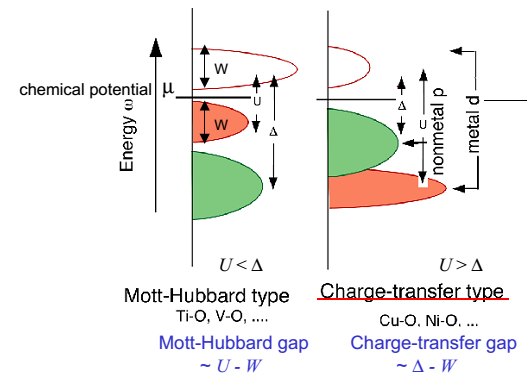 W
W
U
Δ
Δ
U
nonmetal p
metal d
chemical potential μ
Energy ω
U < Δ
U > Δ
Mott-Hubbard type
Ti-O, V-O, ....
Mott-Hubbard gap
~ U - W
Charge-transfer type
Cu-O, Ni-O, ...
Charge-transfer gap
~ Δ - W